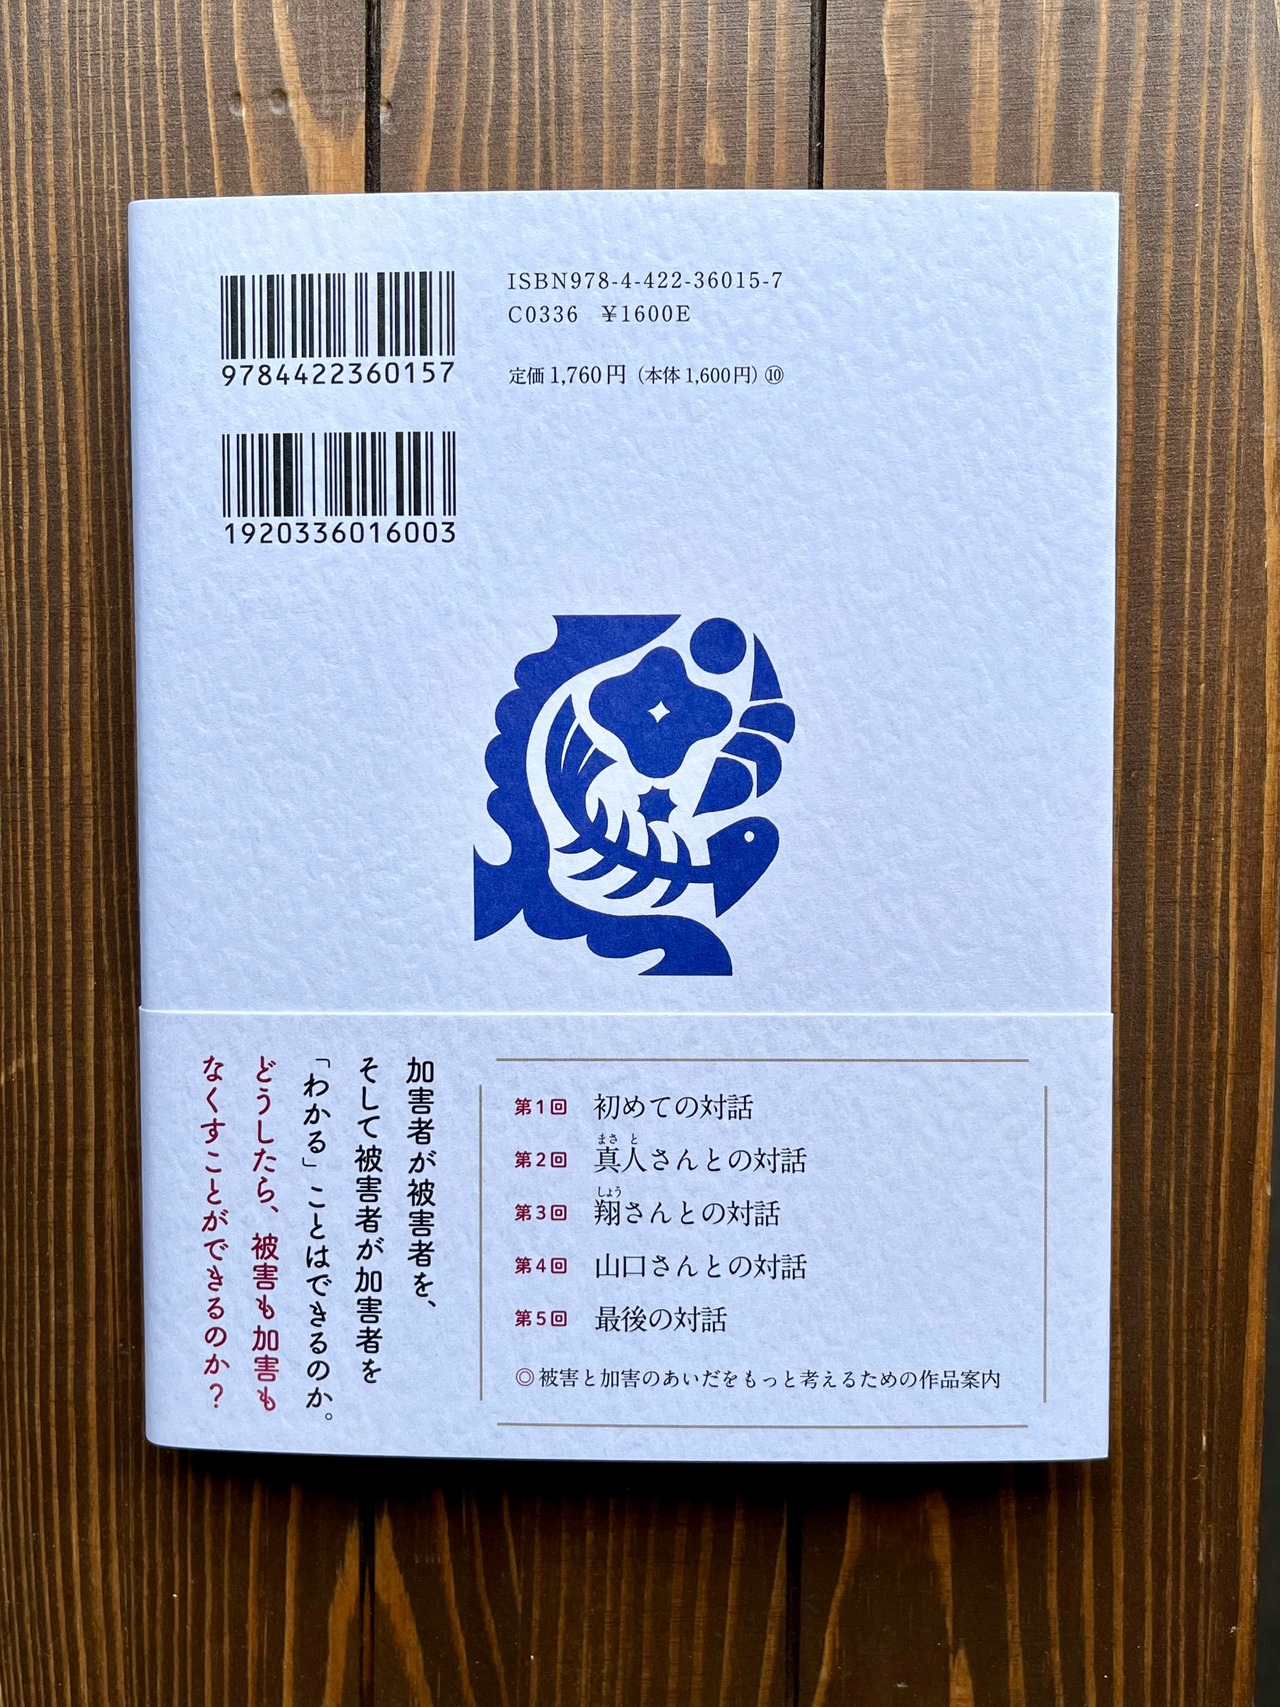 9784422360157
ISBN978-4-422-36015-7
C0336 ¥1600E
定価1,760円（本体1,600円）⑩
1920336016003
加害者が被害者を、
そして被害者が加害者を
「わかる」ことはできるのか。
どうしたら、被害も加害も
なくすことができるのか？
第1回 初めての対話
まさ と
第2回 真人さんとの対話
しょう
第3回 翔さんとの対話
第4回 山口さんとの対話
第5回 最後の対話
◎被害と加害のあいだをもっと考えるための作品案内